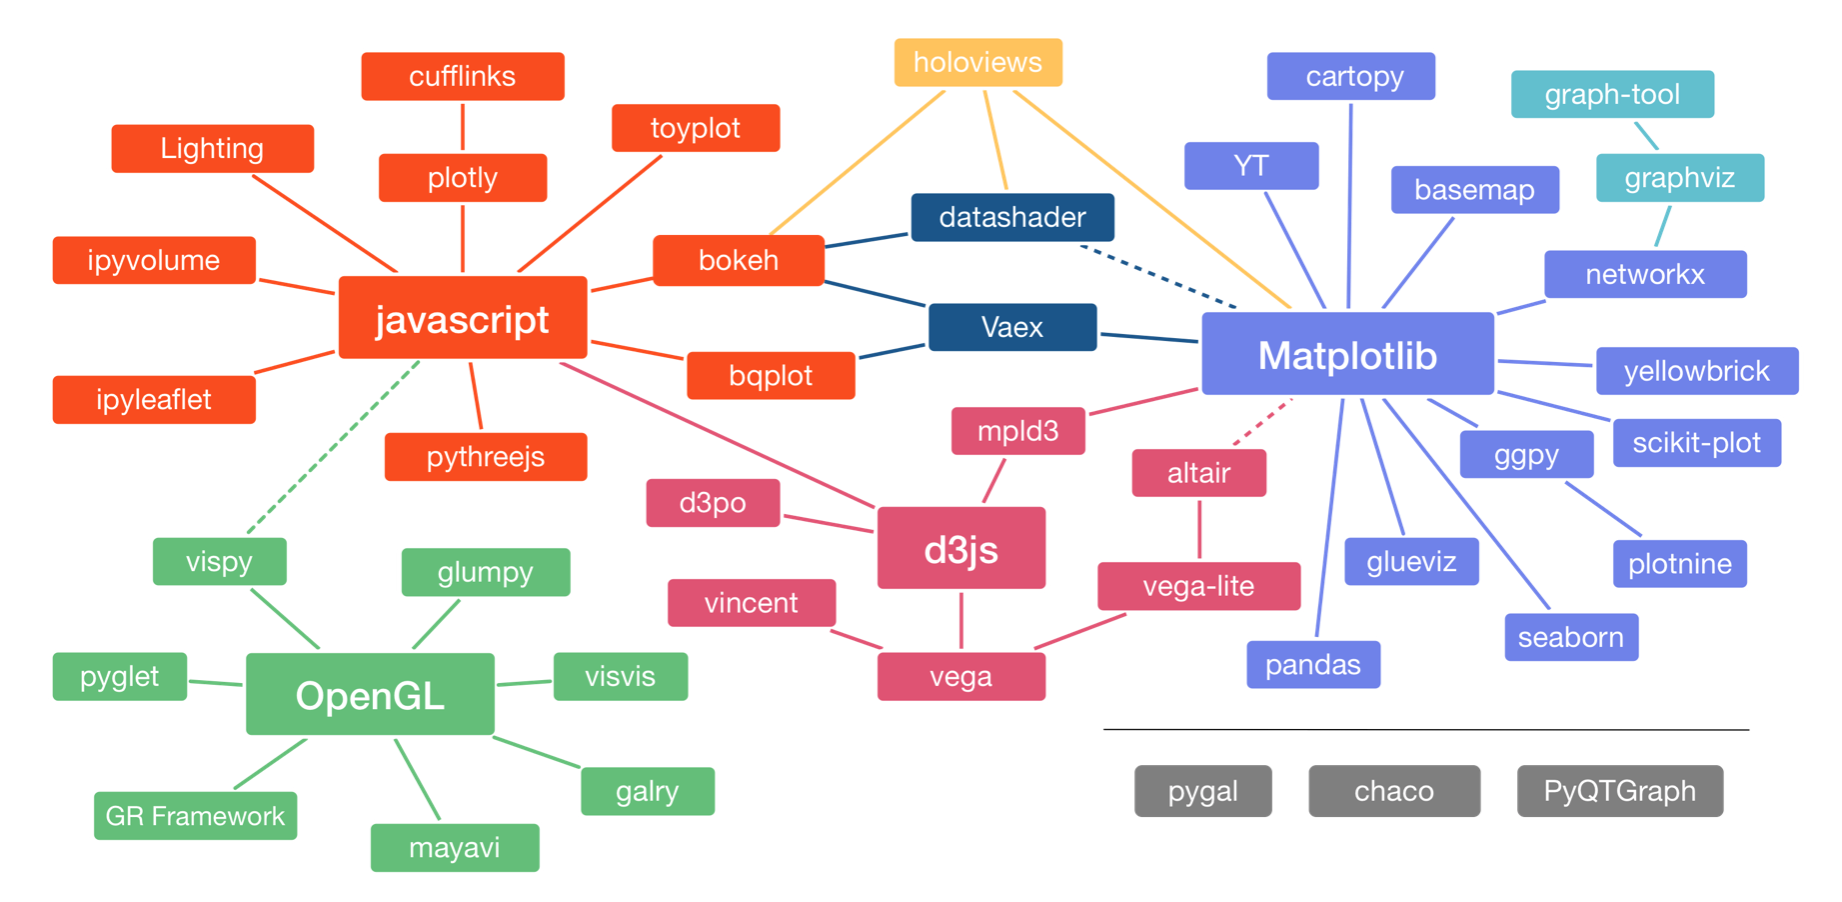 holoviews
cufflinks
cartopy
graph-tool
toyplot
Lighting
YT
plotly
graphviz
basemap
datashader
ipyvolume
bokeh
networkx
javascript
Vaex
Matplotlib
yellowbrick
bqplot
ipyleaflet
mpld3
scikit-plot
pythreejs
ggpy
altair
d3po
d3js
vispy
glueviz
plotnine
glumpy
vega-lite
vincent
seaborn
pandas
pyglet
visvis
vega
OpenGL
galry
pygal
chaco
PyQTGraph
GR Framework
mayavi